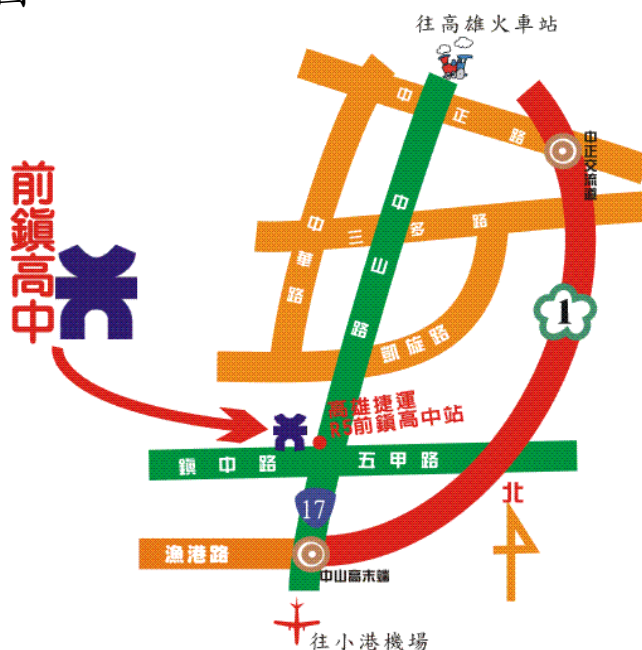 往高雄火車站
中正路
中正交流道
前鎮高中
中山路
三多路
中華路
1
凱旋路
高雄捷運
R5前鎮高中站
鎮中路
五甲路
北
17
漁港路
中山高末端
往小港機場